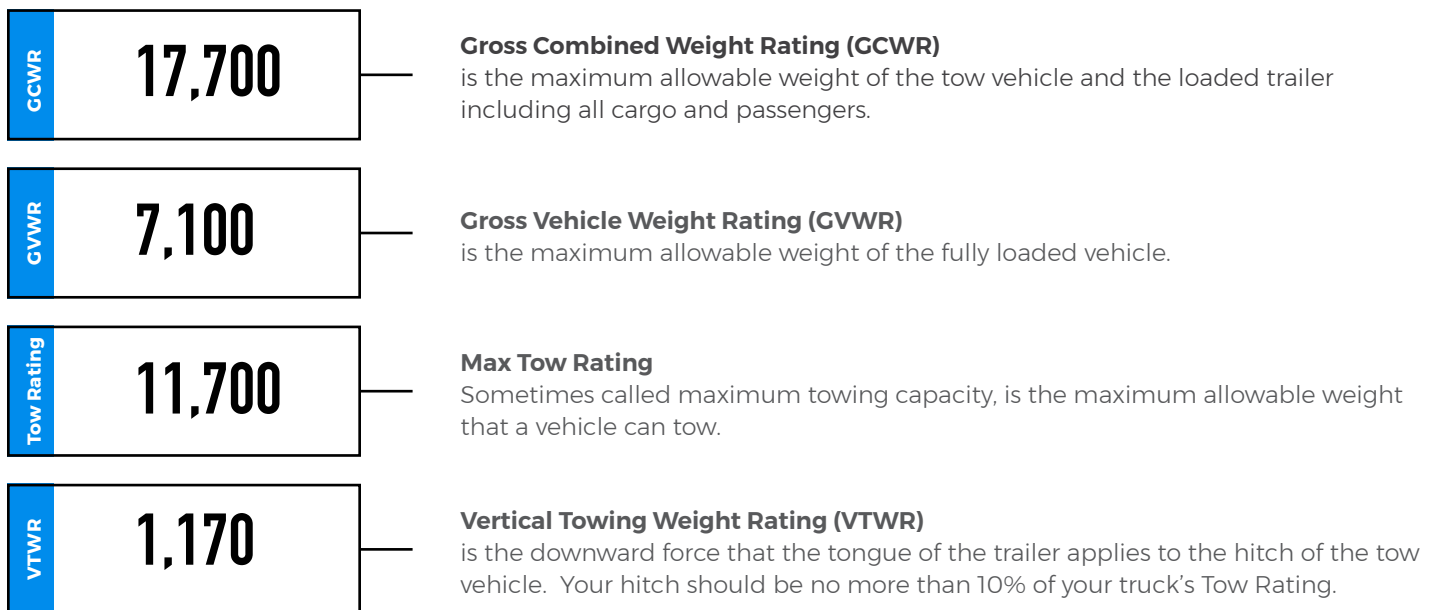 GCWR
17,700
Gross Combined Weight Rating (GCWR)
is the maximum allowable weight of the tow vehicle and the loaded trailer
including all cargo and passengers.
GVWR
7,100
Gross Vehicle Weight Rating (GVWR)
is the maximum allowable weight of the fully loaded vehicle.
Tow Rating
11,700
Max Tow Rating
Sometimes called maximum towing capacity, is the maximum allowable weight
that a vehicle can tow.
VTWR
1,170
Vertical Towing Weight Rating (VTWR)
is the downward force that the tongue of the trailer applies to the hitch of the tow
vehicle.  Your hitch should be no more than 10% of your truck's Tow Rating.